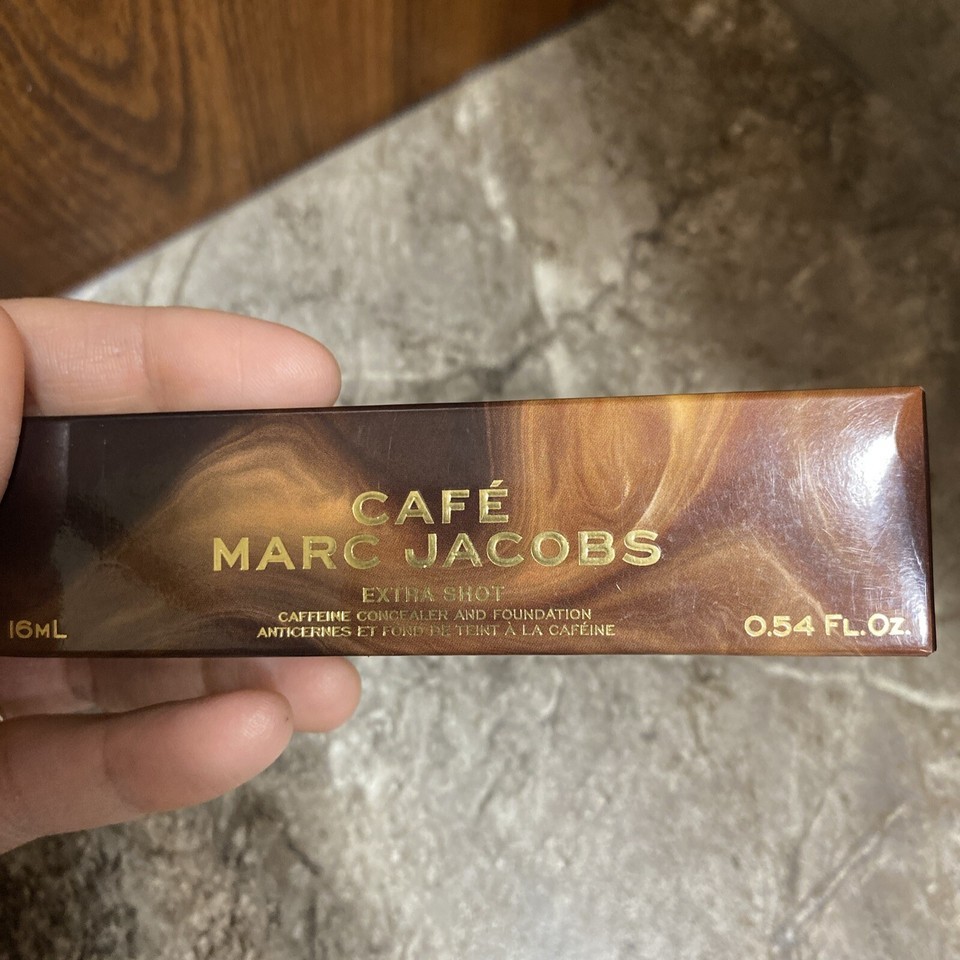 CAFÉ
MARC JACOBS
EXTRA SHOT
CAFFEINE CONCEALER AND FOUNDATION
ANTICERNES ET FOND DE TEINT À LA CAFÉINE
16ML
0.54 FL.OZ.